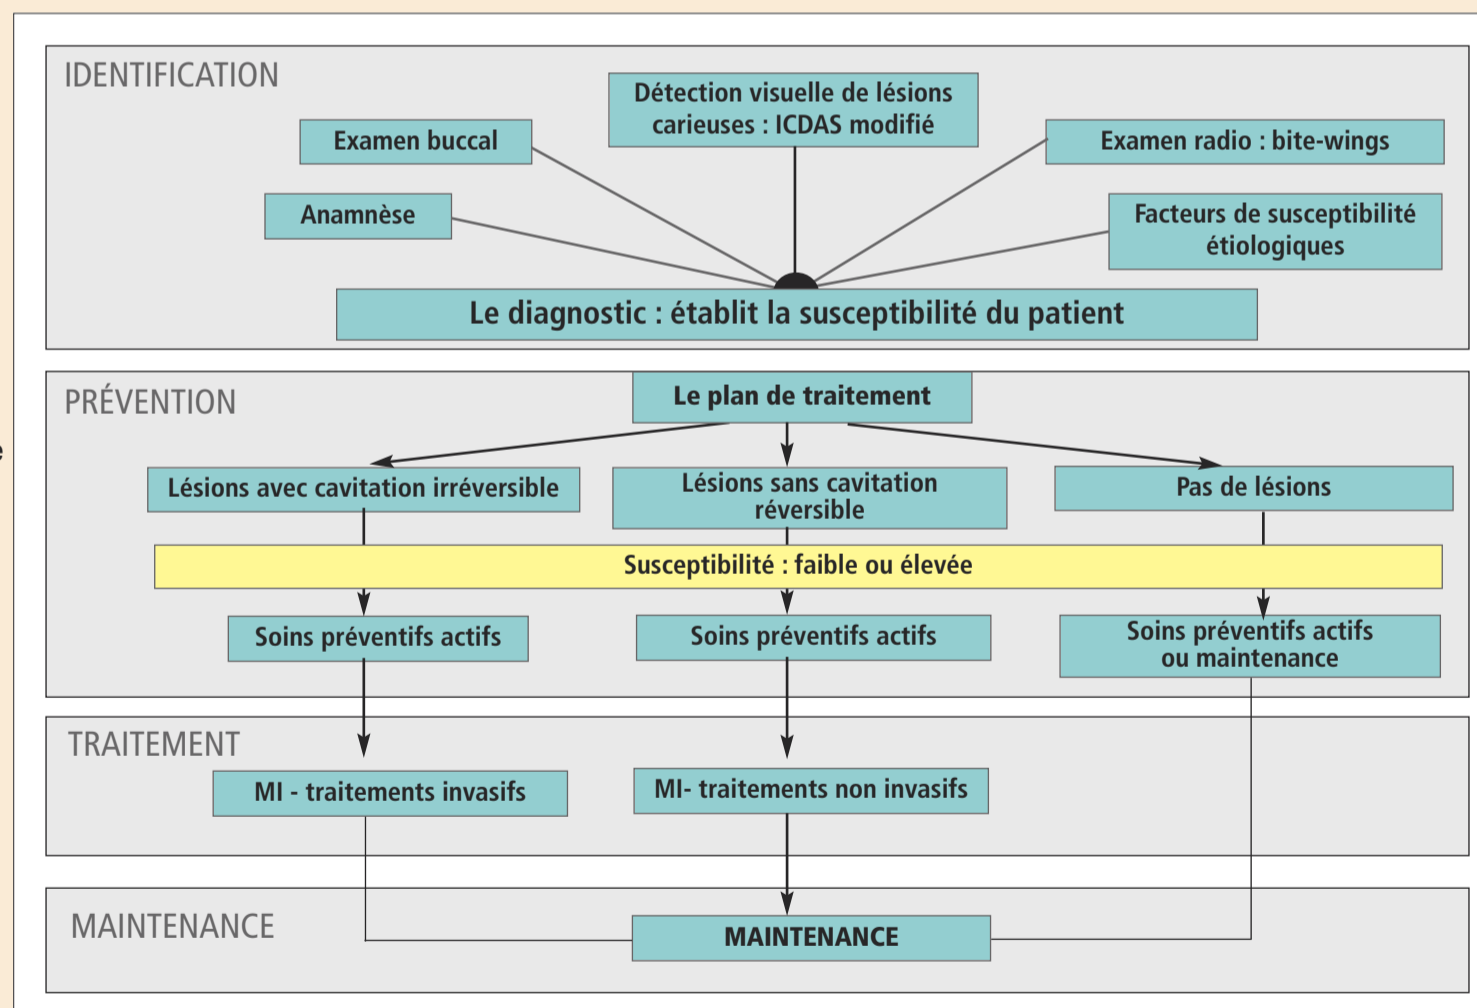 IDENTIFICATION
Détection visuelle de lésions
carieuses : ICDAS modifié
Examen buccal
Examen radio : bite-wings
Anamnèse
Facteurs de susceptibilité
étiologiques
Le diagnostic : établit la susceptibilité du patient
PRÉVENTION
Le plan de traitement
Lésions avec cavitation irréversible
Lésions sans cavitation
réversible
Pas de lésions
Susceptibilité : faible ou élevée
Soins préventifs actifs
Soins préventifs actifs
Soins préventifs actifs
ou maintenance
TRAITEMENT
MI - traitements invasifs
MI- traitements non invasifs
MAINTENANCE
MAINTENANCE